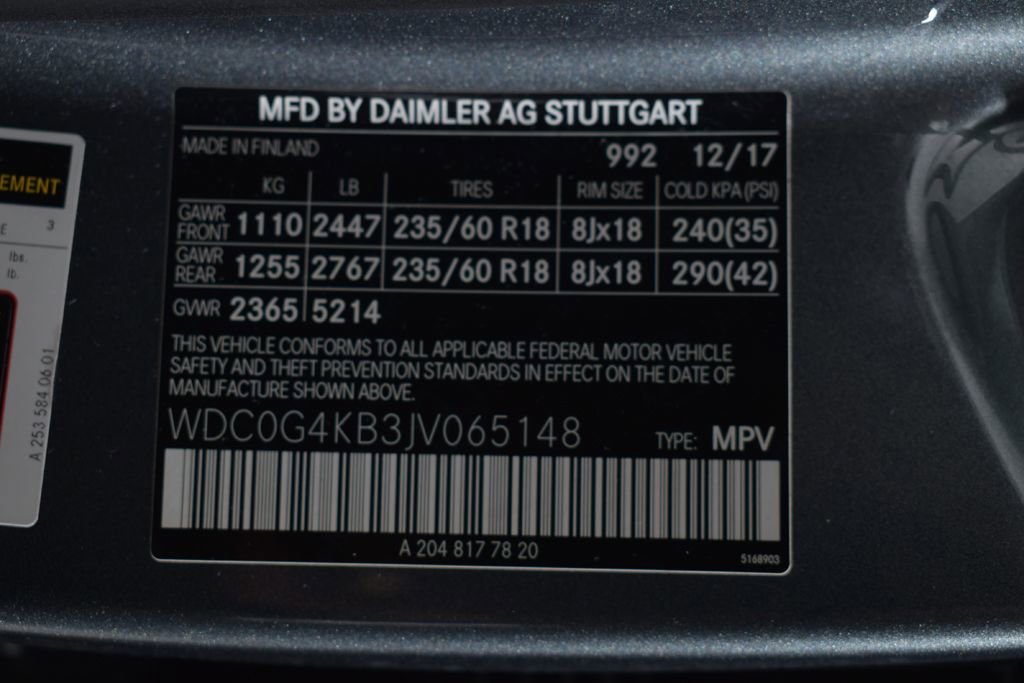 MFD BY DAIMLER AG STUTTGART
MADE IN FINLAND 992 12/17
KG LB TIRES RIM SIZE COLD KPA (PSI)
GAWR FRONT 1110 2447 235/60 R18 8Jx18 240(35)
GAWR REAR 1255 2767 235/60 R18 8Jx18 290(42)
GVWR 2365 5214
THIS VEHICLE CONFORMS TO ALL APPLICABLE FEDERAL MOTOR VEHICLE
SAFETY AND THEFT PREVENTION STANDARDS IN EFFECT ON THE DATE OF
MANUFACTURE SHOWN ABOVE.
WDC0G4KB3JV065148 TYPE: MPV
A 204 817 78 20 5168903
EMENT
E 3
lbs.
lb.
A 253 584 06 01